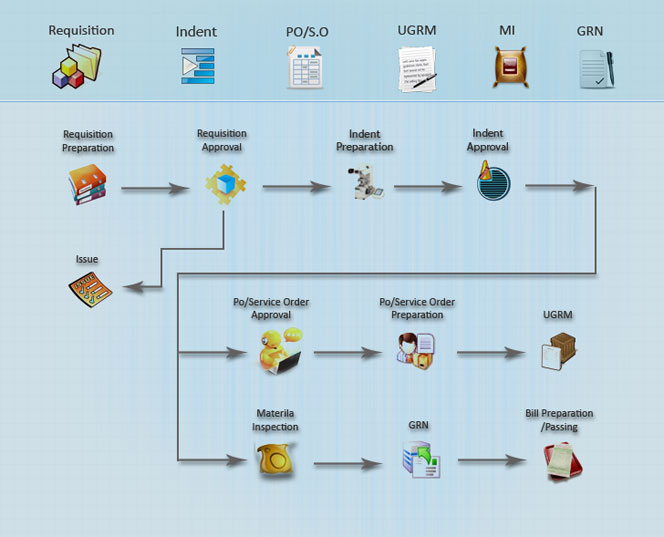 Requisition
Indent
PO/S.O
UGRM
MI
GRN
Requisition
Preparation
Requisition
Approval
Indent
Preparation
Indent
Approval
Issue
Po/Service Order
Approval
Po/Service Order
Preparation
UGRM
Materila
Inspection
GRN
Bill Preparation
/Passing